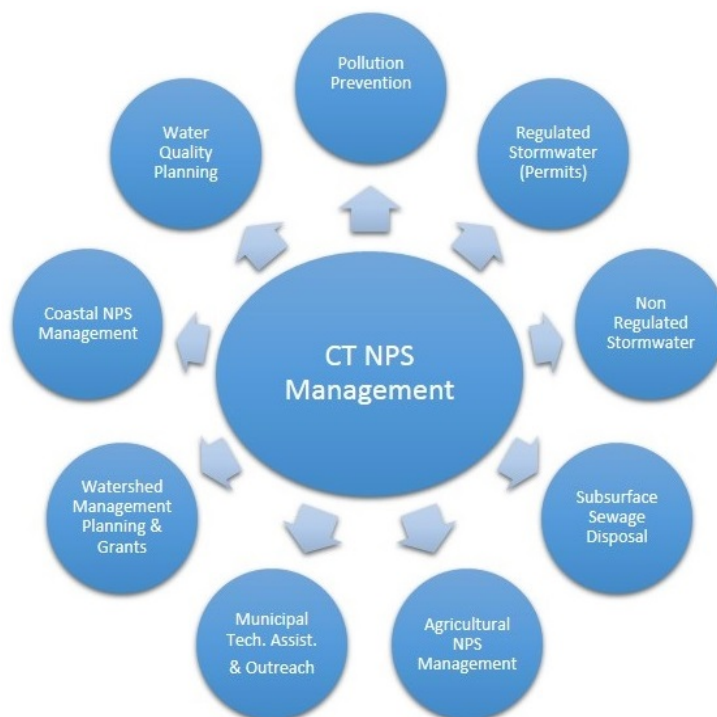 Pollution
Prevention
Regulated
Stormwater
(Permits)
Non
Regulated
Stormwater
Subsurface
Sewage
Disposal
Agricultural
NPS
Management
Municipal
Tech. Assist.
& Outreach
Watershed
Management
Planning &
Grants
Coastal NPS
Management
Water
Quality
Planning
CT NPS
Management